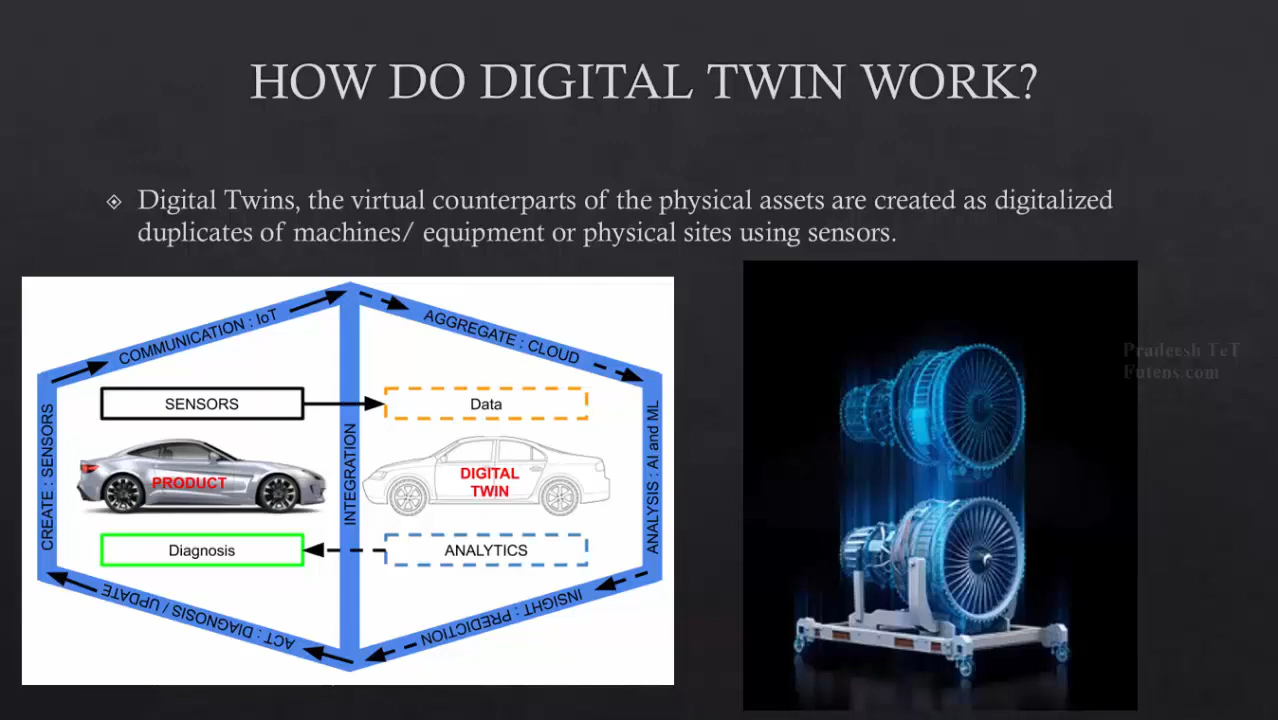 HOW DO DIGITAL TWIN WORK?
Digital Twins, the virtual counterparts of the physical assets are created as digitalized
duplicates of machines/ equipment or physical sites using sensors.
COMMUNICATION : IoT
AGGREGATE : CLOUD
CREATE : SENSORS
SENSORS
Data
INTEGRATION
ANALYSIS : AI and ML
PRODUCT
DIGITAL
TWIN
Diagnosis
ANALYTICS
ACT : DIAGNOSIS / UPDATE
INSIGHT : PREDICTION
Pradeesh TeT
Futens.com